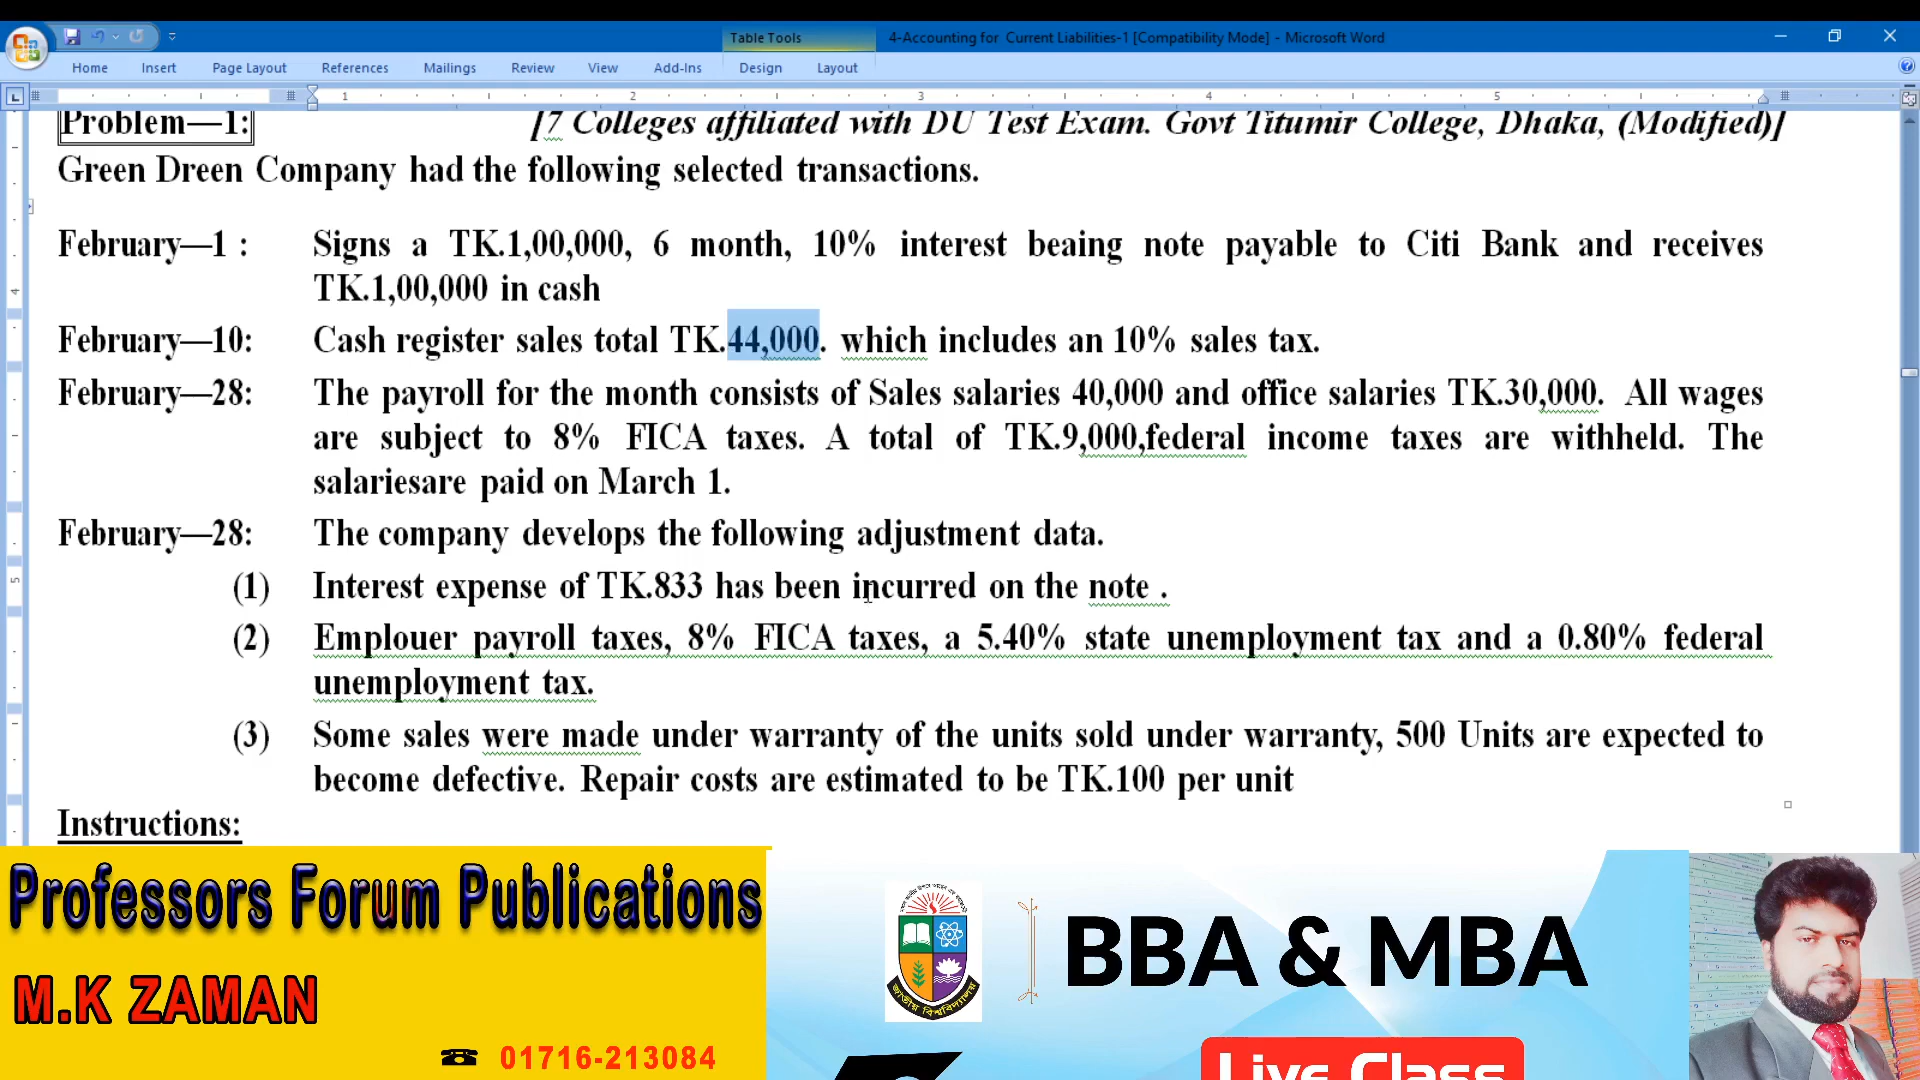 Table Tools
4-Accounting for Current Liabilities-1 [Compatibility Mode] - Microsoft Word
Home Insert Page Layout References Mailings Review View Add-Ins Design Layout
1 2 3 4 5
Problem—1: [7 Colleges affiliated with DU Test Exam. Govt Titumir College, Dhaka, (Modified)]
Green Dreen Company had the following selected transactions.
February—1 : Signs a TK.1,00,000, 6 month, 10% interest beaing note payable to Citi Bank and receives
TK.1,00,000 in cash
February—10: Cash register sales total TK.44,000. which includes an 10% sales tax.
February—28: The payroll for the month consists of Sales salaries 40,000 and office salaries TK.30,000. All wages
are subject to 8% FICA taxes. A total of TK.9,000,federal income taxes are withheld. The
salariesare paid on March 1.
February—28: The company develops the following adjustment data.
(1) Interest expense of TK.833 has been incurred on the note .
(2) Emplouer payroll taxes, 8% FICA taxes, a 5.40% state unemployment tax and a 0.80% federal
unemployment tax.
(3) Some sales were made under warranty of the units sold under warranty, 500 Units are expected to
become defective. Repair costs are estimated to be TK.100 per unit
Instructions:
Professors Forum Publications
M.K ZAMAN
☎ 01716-213084
BBA & MBA
Live Class